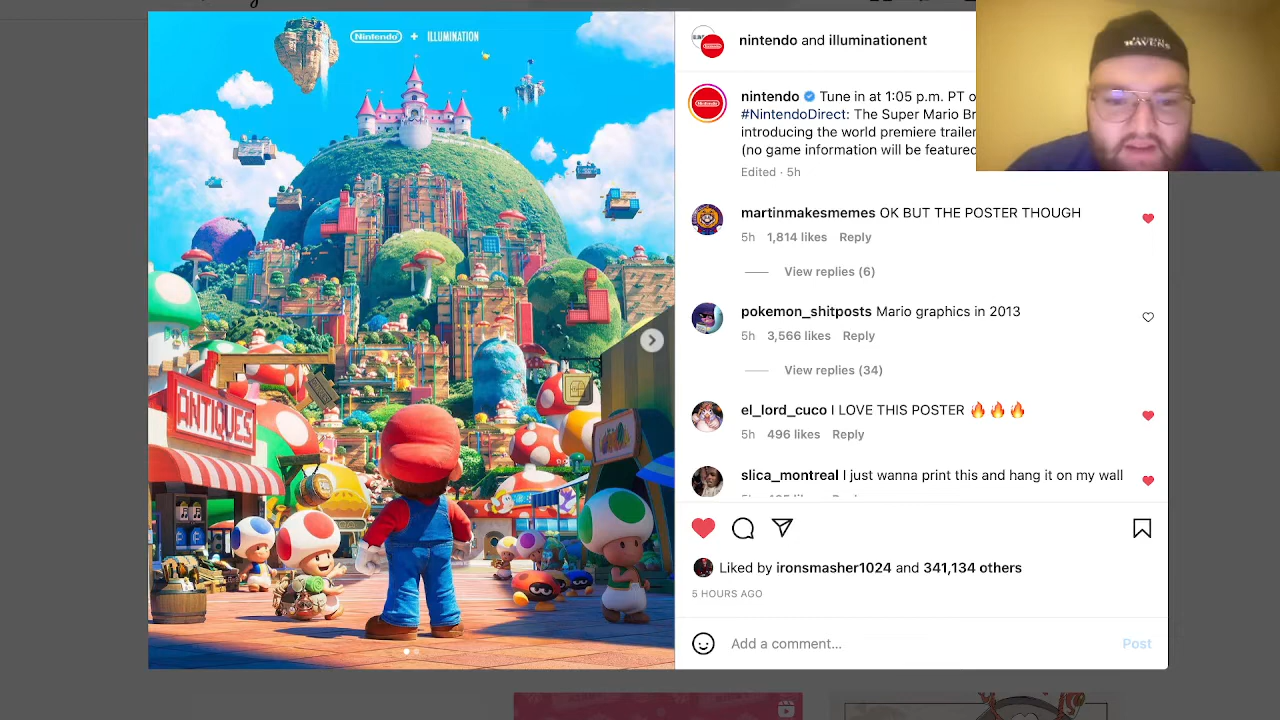 Nintendo + ILLUMINATION
ANTIQUES
nintendo and illuminationent
nintendo Tune in at 1:05 p.m. PT o
#NintendoDirect: The Super Mario Br
introducing the world premiere trailer
(no game information will be featured
Edited · 5h
martinmakesmemes OK BUT THE POSTER THOUGH
5h 1,814 likes Reply
View replies (6)
pokemon_shitposts Mario graphics in 2013
5h 3,566 likes Reply
View replies (34)
el_lord_cuco I LOVE THIS POSTER 🔥🔥🔥
5h 496 likes Reply
slica_montreal I just wanna print this and hang it on my wall
Liked by ironsmasher1024 and 341,134 others
5 HOURS AGO
Add a comment...
Post
RAVENS